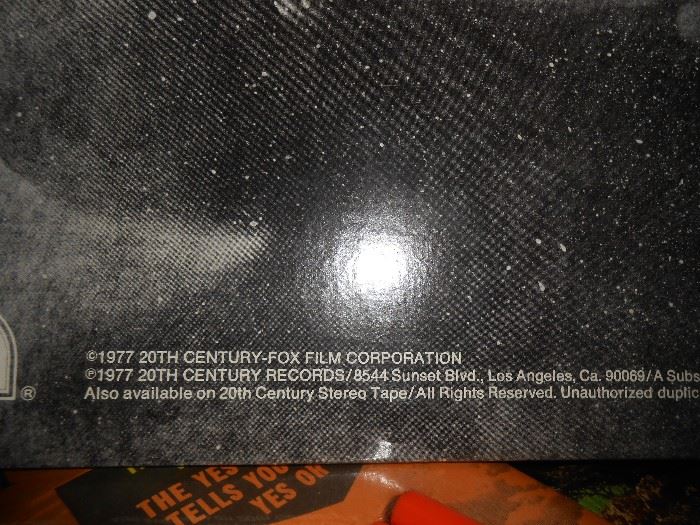 ©1977 20TH CENTURY-FOX FILM CORPORATION
℗1977 20TH CENTURY RECORDS/8544 Sunset Blvd., Los Angeles, Ca. 90069/A Subs
Also available on 20th Century Stereo Tape/All Rights Reserved. Unauthorized duplic
®
THE YES
TELLS YOU
YES OR